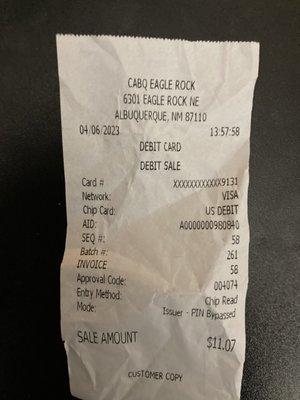 CABQ EAGLE ROCK
6301 EAGLE ROCK NE
ALBUQUERQUE, NM 87110
04/06/2023 13:57:58
DEBIT CARD
DEBIT SALE
Card # XXXXXXXXXXXX9131
Network: VISA
Chip Card: US DEBIT
AID: A0000000980840
SEQ #: 58
Batch #: 261
INVOICE 58
Approval Code: 004074
Entry Method: Chip Read
Mode: Issuer - PIN Bypassed
SALE AMOUNT $11.07
CUSTOMER COPY